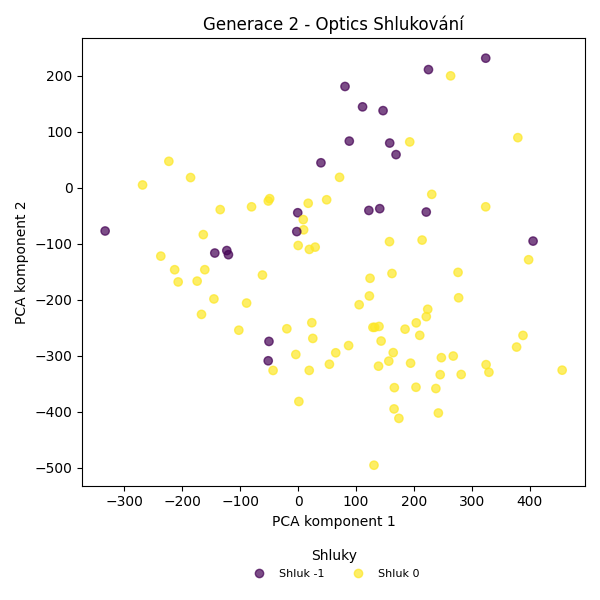 Generace 2 - Optics Shlukování
PCA komponent 2
200
100
0
−100
−200
−300
−400
−500
−300
−200
−100
0
100
200
300
400
PCA komponent 1
Shluky
Shluk -1
Shluk 0